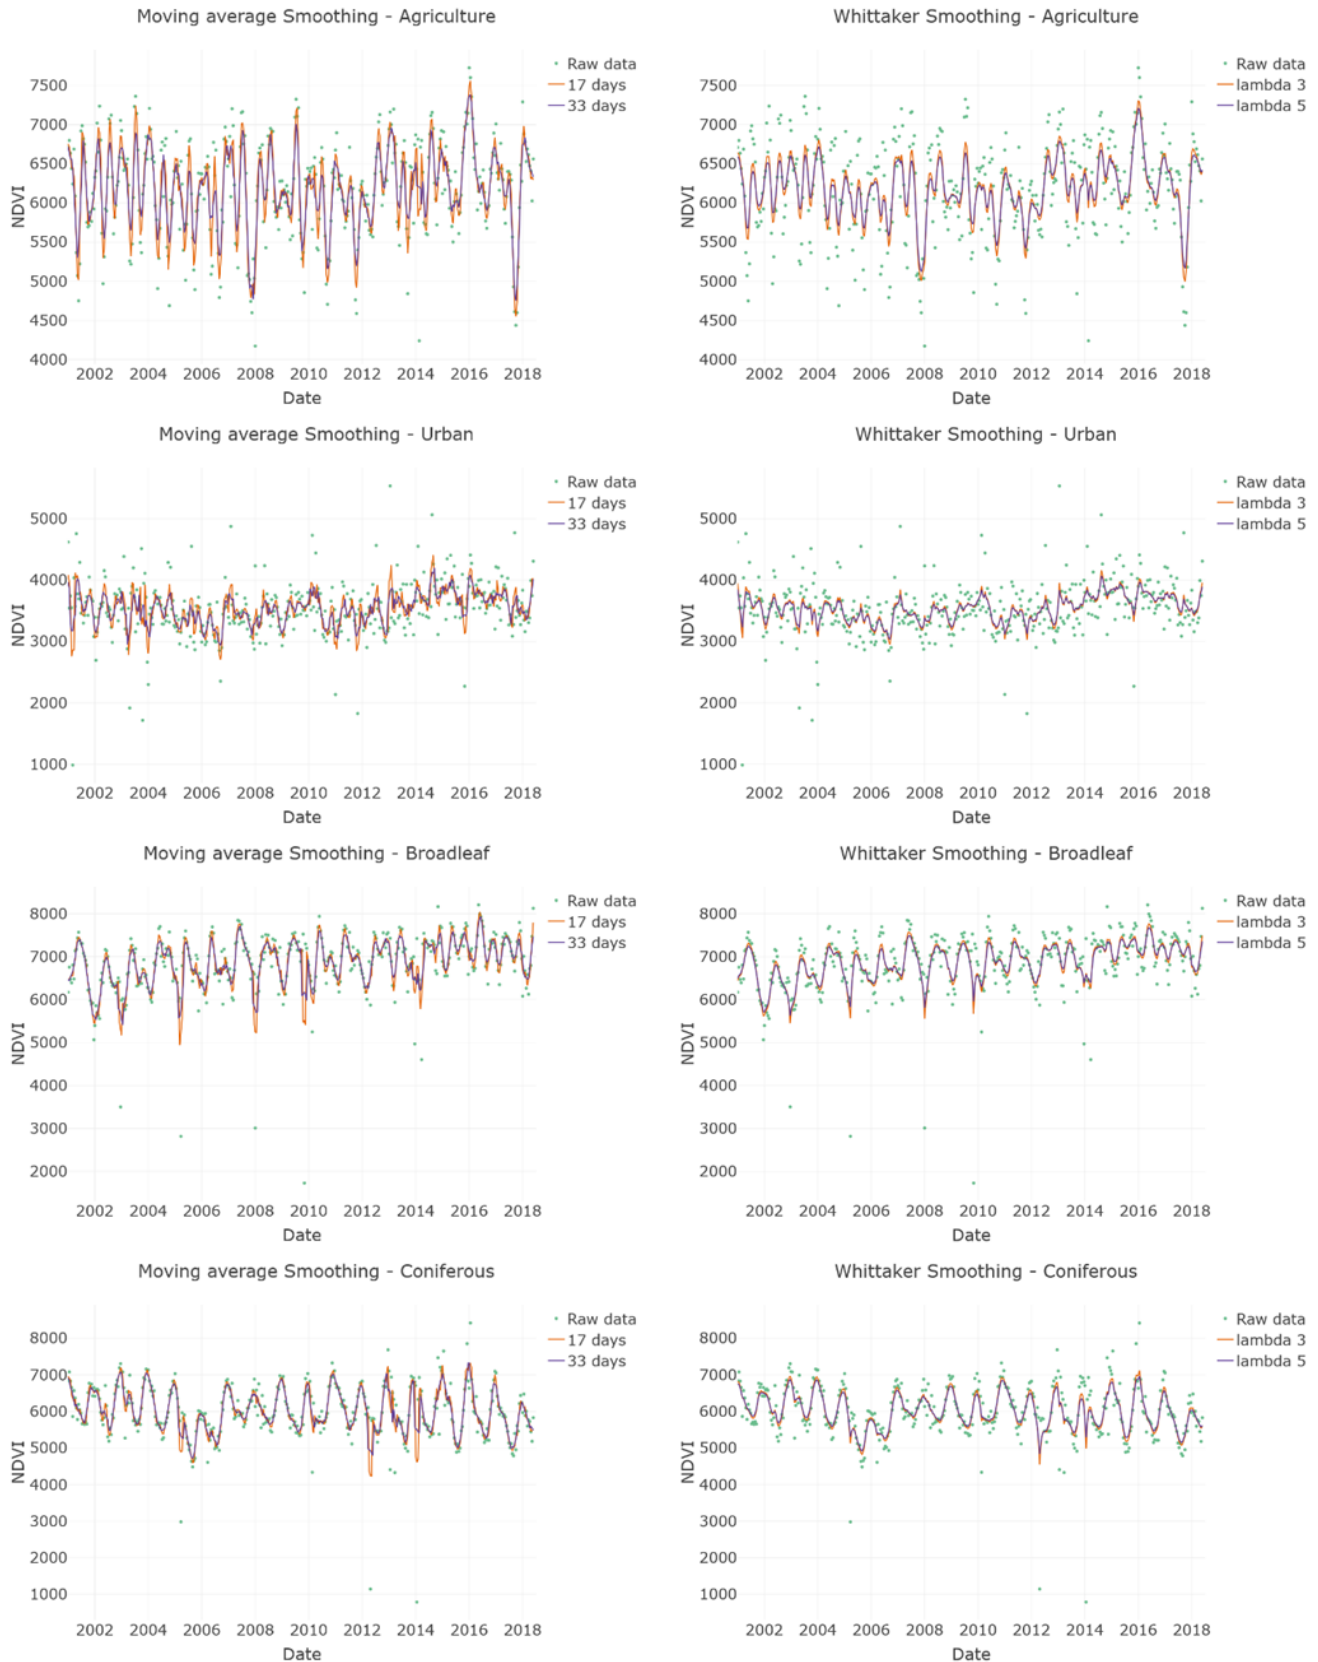 Moving average Smoothing - Agriculture
Raw data
17 days
33 days
7500
7000
6500
6000
5500
5000
4500
4000
NDVI
2002 2004 2006 2008 2010 2012 2014 2016 2018
Date
Whittaker Smoothing - Agriculture
Raw data
lambda 3
lambda 5
7500
7000
6500
6000
5500
5000
4500
4000
NDVI
2002 2004 2006 2008 2010 2012 2014 2016 2018
Date
Moving average Smoothing - Urban
Raw data
17 days
33 days
5000
4000
3000
2000
1000
NDVI
2002 2004 2006 2008 2010 2012 2014 2016 2018
Date
Whittaker Smoothing - Urban
Raw data
lambda 3
lambda 5
5000
4000
3000
2000
1000
NDVI
2002 2004 2006 2008 2010 2012 2014 2016 2018
Date
Moving average Smoothing - Broadleaf
Raw data
17 days
33 days
8000
7000
6000
5000
4000
3000
2000
NDVI
2002 2004 2006 2008 2010 2012 2014 2016 2018
Date
Whittaker Smoothing - Broadleaf
Raw data
lambda 3
lambda 5
8000
7000
6000
5000
4000
3000
2000
NDVI
2002 2004 2006 2008 2010 2012 2014 2016 2018
Date
Moving average Smoothing - Coniferous
Raw data
17 days
33 days
8000
7000
6000
5000
4000
3000
2000
1000
NDVI
2002 2004 2006 2008 2010 2012 2014 2016 2018
Date
Whittaker Smoothing - Coniferous
Raw data
lambda 3
lambda 5
8000
7000
6000
5000
4000
3000
2000
1000
NDVI
2002 2004 2006 2008 2010 2012 2014 2016 2018
Date